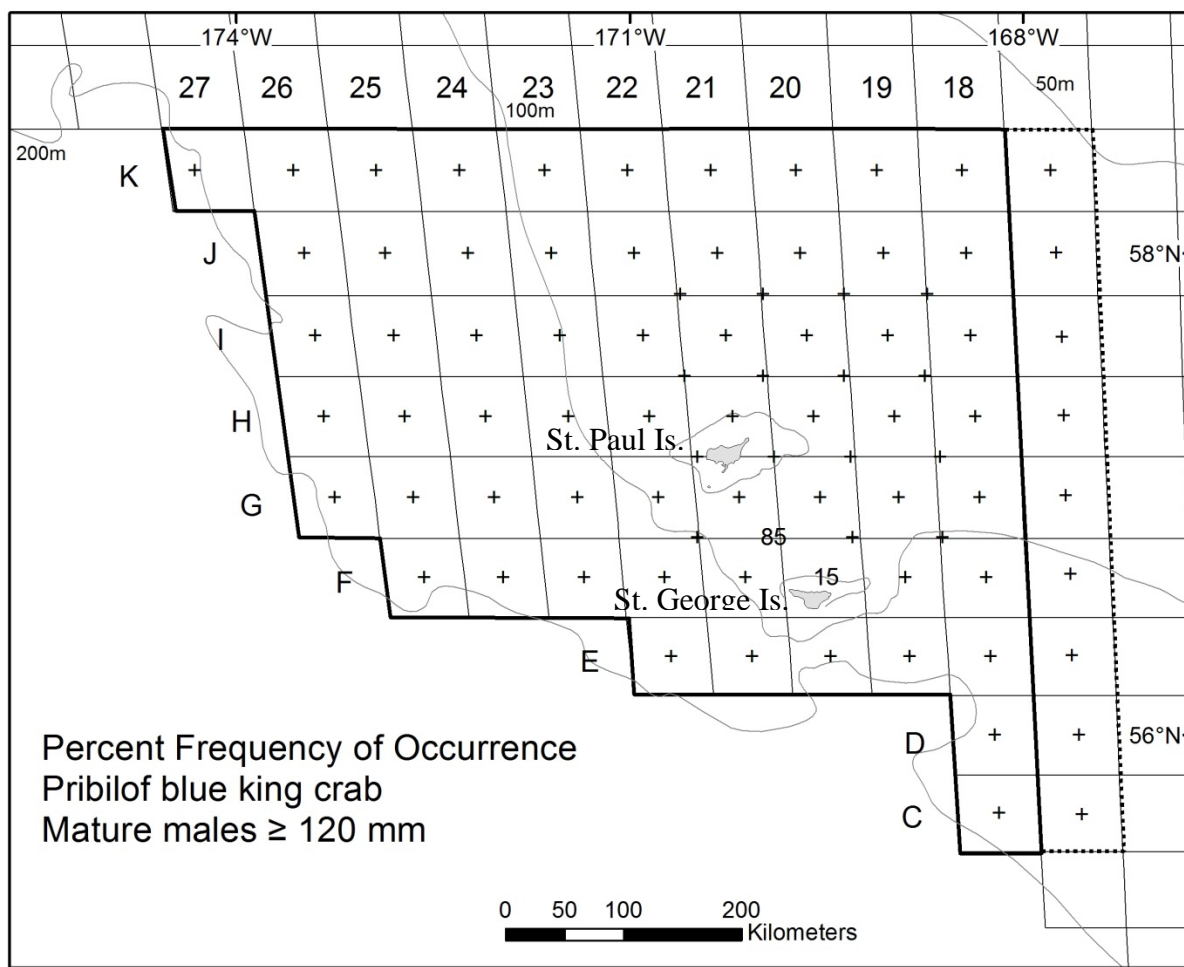 174°W 171°W 168°W
27 26 25 24 23 22 21 20 19 18 50m
100m
200m
K
J 58°N
I
H
St. Paul Is.
G
85
F 15
St. George Is.
E
D 56°N
C
Percent Frequency of Occurrence
Pribilof blue king crab
Mature males ≥ 120 mm
0 50 100 200
Kilometers